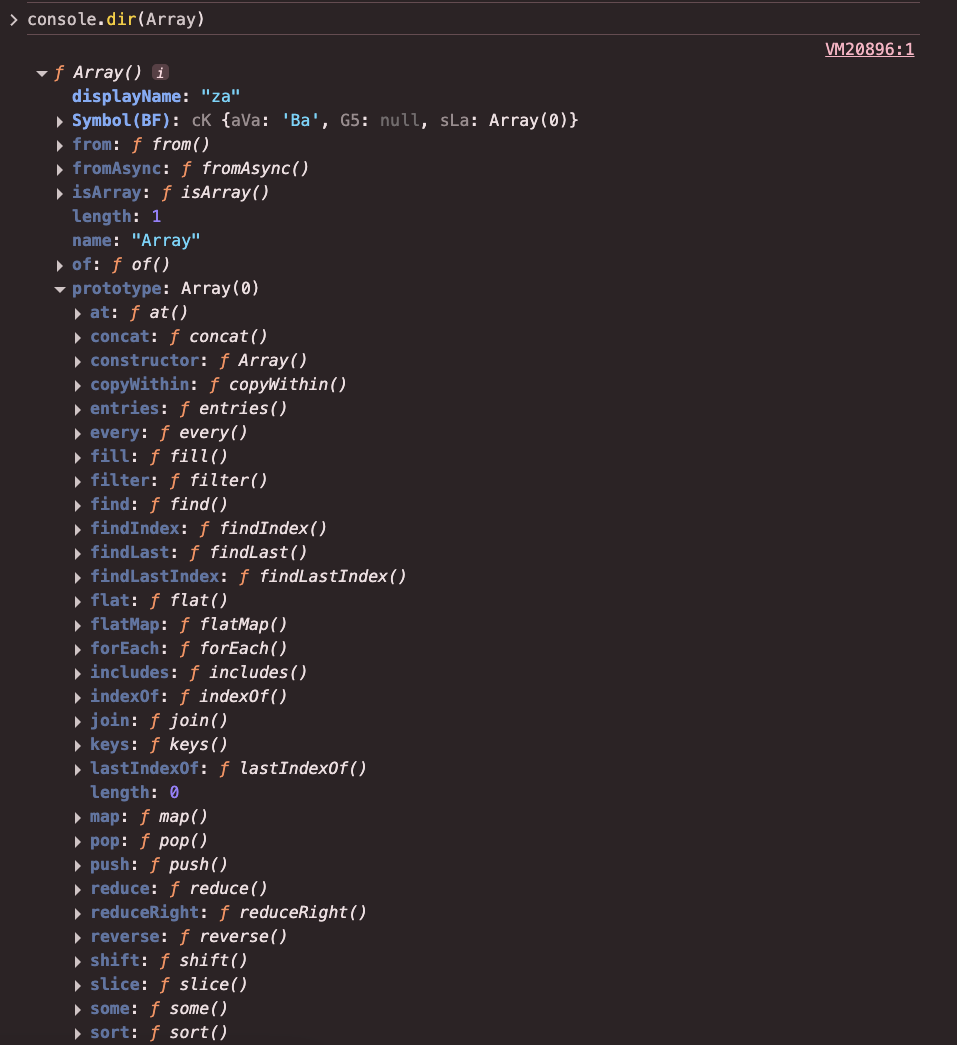 > console.dir(Array)
VM20896:1
▼ ƒ Array() i
displayName: "za"
▶ Symbol(BF): cK {aVa: 'Ba', G5: null, sLa: Array(0)}
▶ from: ƒ from()
▶ fromAsync: ƒ fromAsync()
▶ isArray: ƒ isArray()
length: 1
name: "Array"
▶ of: ƒ of()
▼ prototype: Array(0)
▶ at: ƒ at()
▶ concat: ƒ concat()
▶ constructor: ƒ Array()
▶ copyWithin: ƒ copyWithin()
▶ entries: ƒ entries()
▶ every: ƒ every()
▶ fill: ƒ fill()
▶ filter: ƒ filter()
▶ find: ƒ find()
▶ findIndex: ƒ findIndex()
▶ findLast: ƒ findLast()
▶ findLastIndex: ƒ findLastIndex()
▶ flat: ƒ flat()
▶ flatMap: ƒ flatMap()
▶ forEach: ƒ forEach()
▶ includes: ƒ includes()
▶ indexOf: ƒ indexOf()
▶ join: ƒ join()
▶ keys: ƒ keys()
▶ lastIndexOf: ƒ lastIndexOf()
length: 0
▶ map: ƒ map()
▶ pop: ƒ pop()
▶ push: ƒ push()
▶ reduce: ƒ reduce()
▶ reduceRight: ƒ reduceRight()
▶ reverse: ƒ reverse()
▶ shift: ƒ shift()
▶ slice: ƒ slice()
▶ some: ƒ some()
▶ sort: ƒ sort()